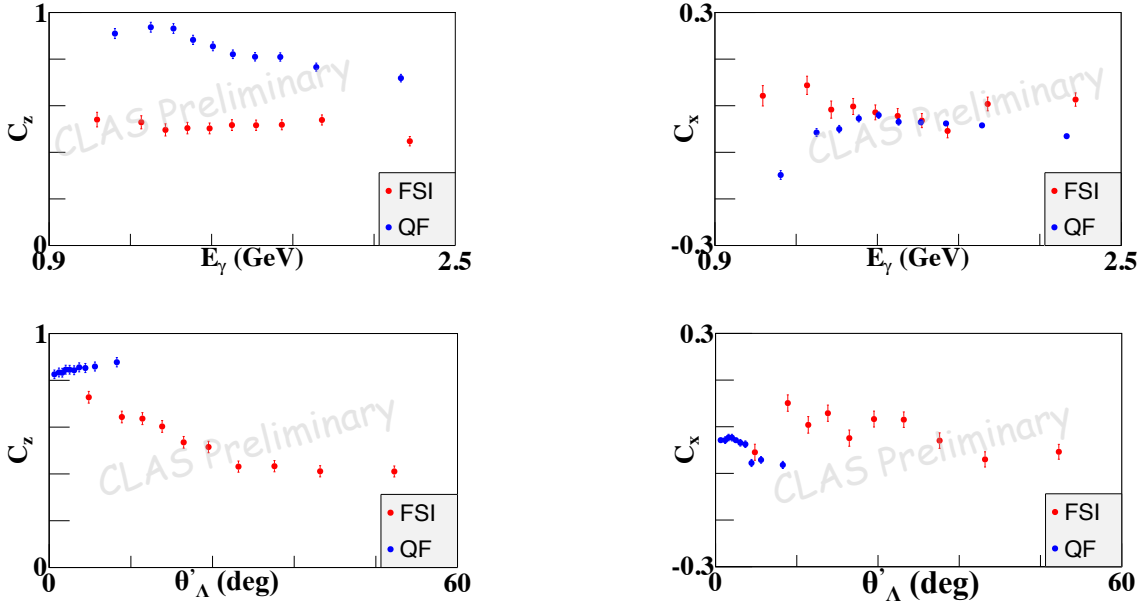 1
C_z
CLAS Preliminary
FSI
QF
0
0.9
E_γ (GeV)
2.5
0.3
C_x
CLAS Preliminary
FSI
QF
-0.3
0.9
E_γ (GeV)
2.5
1
C_z
CLAS Preliminary
FSI
QF
0
0
θ'_Λ (deg)
60
0.3
C_x
CLAS Preliminary
FSI
QF
-0.3
0
θ'_Λ (deg)
60